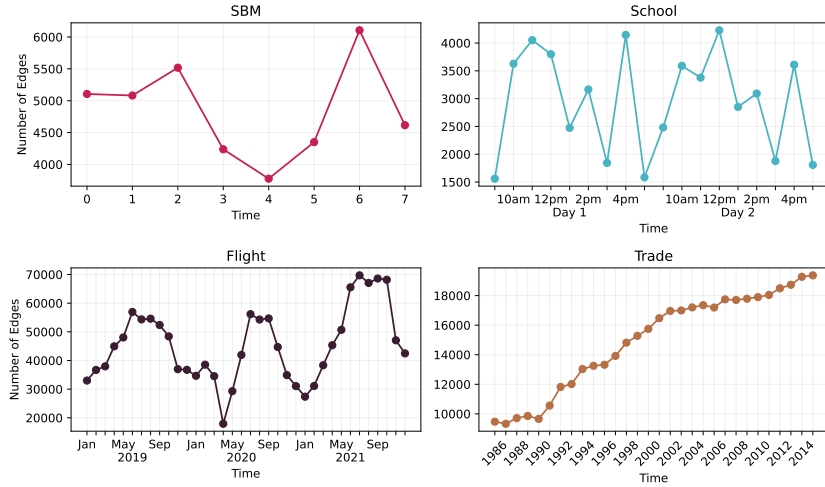 SBM
Number of Edges
6000
5500
5000
4500
4000
0 1 2 3 4 5 6 7
Time
School
4000
3500
3000
2500
2000
1500
10am 12pm 2pm 4pm 10am 12pm 2pm 4pm
Day 1 Day 2
Time
Flight
Number of Edges
70000
60000
50000
40000
30000
20000
Jan May Sep Jan May Sep Jan May Sep
2019 2020 2021
Time
Trade
18000
16000
14000
12000
10000
1986 1988 1990 1992 1994 1996 1998 2000 2002 2004 2006 2008 2010 2012 2014
Time